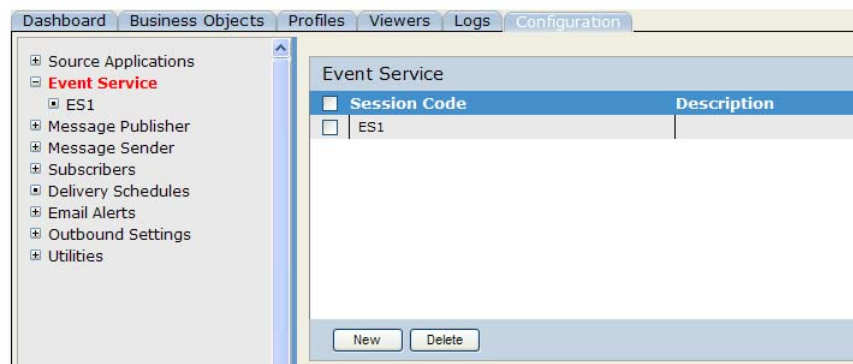 Dashboard Business Objects Profiles Viewers Logs Configuration
Source Applications
Event Service
ES1
Message Publisher
Message Sender
Subscribers
Delivery Schedules
Email Alerts
Outbound Settings
Utilities
Event Service
Session Code Description
ES1
New Delete